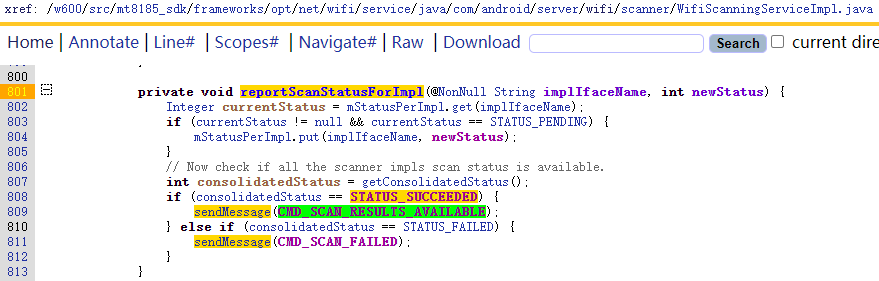 xref: /w600/src/mt8185_sdk/frameworks/opt/net/wifi/service/java/com/android/server/wifi/scanner/WifiScanningServiceImpl.java
Home | Annotate | Line# | Scopes# | Navigate# | Raw | Download Search current dire
800
801 private void reportScanStatusForImpl(@NonNull String implIfaceName, int newStatus) {
802 Integer currentStatus = mStatusPerImpl.get(implIfaceName);
803 if (currentStatus != null && currentStatus == STATUS_PENDING) {
804 mStatusPerImpl.put(implIfaceName, newStatus);
805 }
806 // Now check if all the scanner impls scan status is available.
807 int consolidatedStatus = getConsolidatedStatus();
808 if (consolidatedStatus == STATUS_SUCCEEDED) {
809 sendMessage(CMD_SCAN_RESULTS_AVAILABLE);
810 } else if (consolidatedStatus == STATUS_FAILED) {
811 sendMessage(CMD_SCAN_FAILED);
812 }
813 }